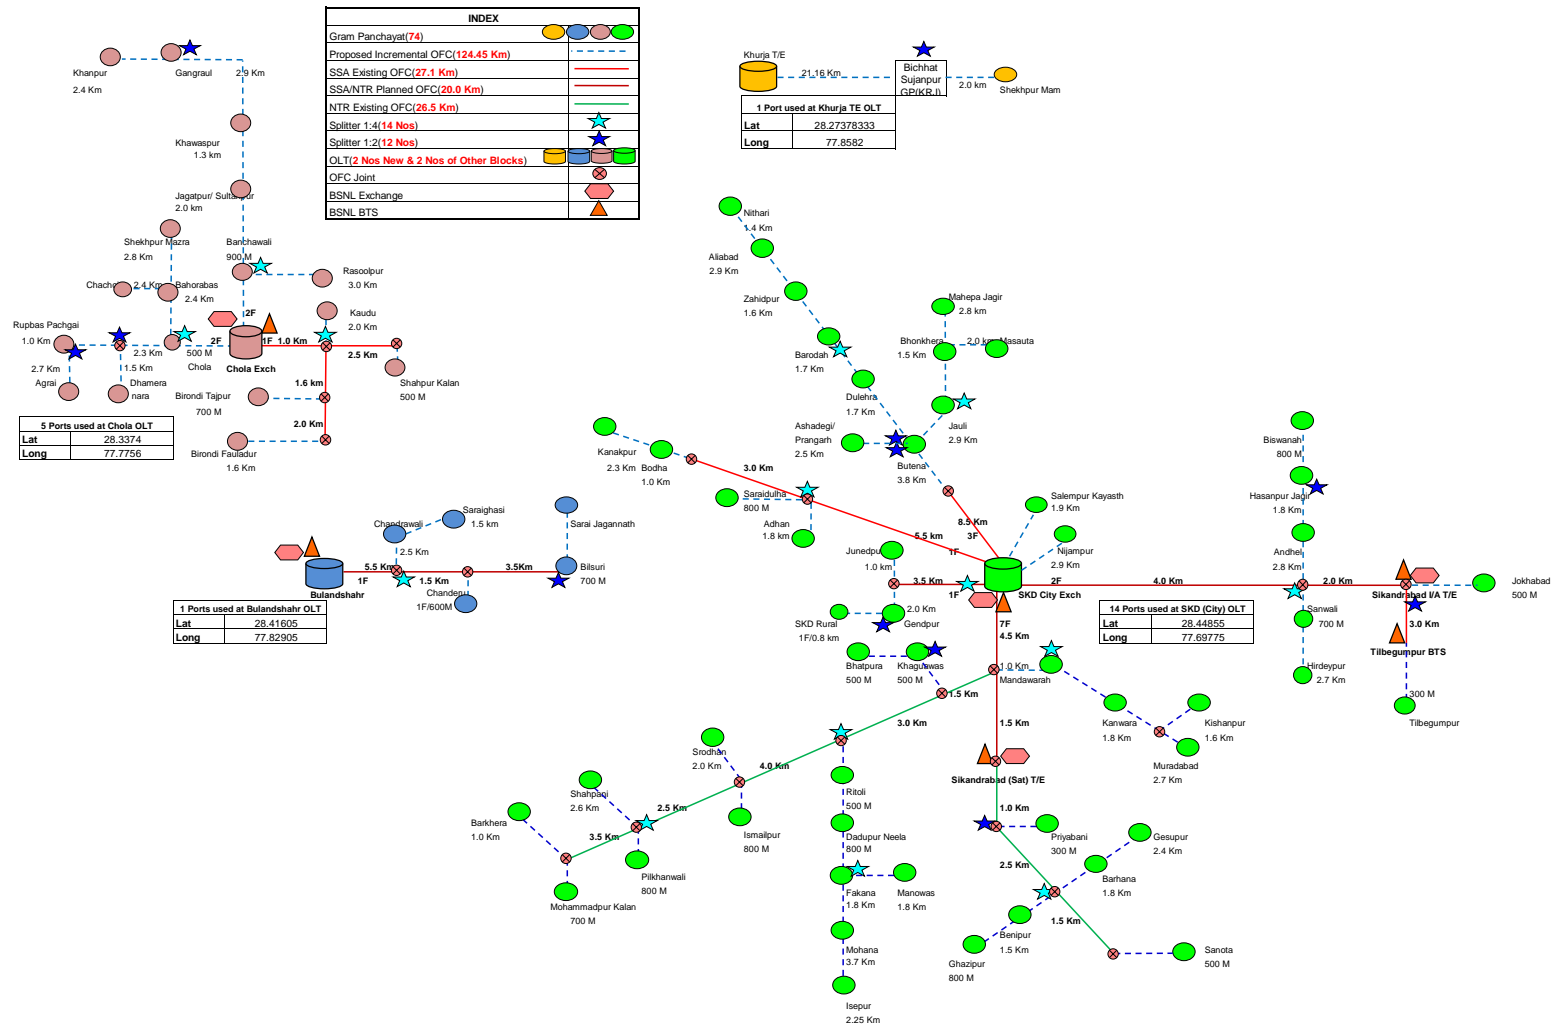 INDEX
Gram Panchayat(74)
Proposed Incremental OFC(124.45 Km)
SSA Existing OFC(27.1 Km)
SSA/NTR Planned OFC(20.0 Km)
NTR Existing OFC(26.5 Km)
Splitter 1:4(14 Nos)
Splitter 1:2(12 Nos)
OLT(2 Nos New & 2 Nos of Other Blocks)
OFC Joint
BSNL Exchange
BSNL BTS
Khanpur
2.4 Km
Gangraul
2.9 Km
Khawaspur
1.3 km
Jagatpur/ Sultanpur
2.0 km
Shekhpur Mazra
2.8 Km
Banchawali
900 M
Rasoolpur
3.0 Km
2.4 Km
Bahorabas
2.4 Km
Kaudu
2.0 Km
Rupbas Pachgai
1.0 Km
2.3 Km
500 M
Chola
2F
2F
1F
1.0 Km
Chola Exch
2.5 Km
2.7 Km
Agrai
1.5 Km
Dhamera
nara
Shahpur Kalan
500 M
1.6 km
Birondi Tajpur
700 M
2.0 Km
Birondi Fauladur
1.6 Km
5 Ports used at Chola OLT
Lat 28.3374
Long 77.7756
Khurja T/E
21.16 Km
Bichhat
Sujanpur
GP(KRJ)
2.0 km
Shekhpur Mam
1 Port used at Khurja TE OLT
Lat 28.27378333
Long 77.8582
Nithari
1.4 Km
Aliabad
2.9 Km
Zahidpur
1.6 Km
Barodah
1.7 Km
Dulehra
1.7 Km
Mahepa Jagir
2.8 km
Bhonkhera
1.5 Km
2.0 km
Masauta
Jauli
2.9 Km
Ashadegi/
Prangarh
2.5 Km
Butena
3.8 Km
8.5 Km
3F
Kanakpur
2.3 Km
Bodha
1.0 Km
3.0 Km
Saraidulha
800 M
Adhan
1.8 km
5.5 km
1F
Salempur Kayasth
1.9 Km
Nijampur
2.9 Km
Junedpur
1.0 km
3.5 Km
1F
2.0 Km
SKD Rural
1F/0.8 km
Gendpur
SKD City Exch
2F
4.0 Km
14 Ports used at SKD (City) OLT
Lat 28.44855
Long 77.69775
Biswanah
800 M
Hasanpur Jagir
1.8 Km
Andhel
2.8 Km
2.0 Km
Sanwali
700 M
Hirdeypur
2.7 Km
Sikandrabad I/A T/E
Jokhabad
500 M
3.0 Km
Tilbegumpur BTS
300 M
Tilbegumpur
Chandrawali
2.5 Km
Saraighasi
1.5 km
Sarai Jagannath
5.5 Km
1F
Bulandshahr
1.5 Km
Chanderu
1F/600M
3.5Km
Bilsuri
700 M
1 Ports used at Bulandshahr OLT
Lat 28.41605
Long 77.82905
7F
4.5 Km
Bhatpura
500 M
Khaguawas
500 M
1.5 Km
1.0 Km
Mandawarah
3.0 Km
1.5 Km
Kanwara
1.8 Km
Kishanpur
1.6 Km
Muradabad
2.7 Km
Srodhan
2.0 Km
4.0 Km
Sikandrabad (Sat) T/E
Shahpani
2.6 Km
2.5 Km
Ritoli
500 M
1.0 Km
Barkhera
1.0 Km
3.5 Km
Ismailpur
800 M
Dadupur Neela
800 M
Priyabani
300 M
Gesupur
2.4 Km
2.5 Km
Barhana
1.8 Km
Pilkhanwali
800 M
Fakana
1.8 Km
Manowas
1.8 Km
Mohammadpur Kalan
700 M
1.5 Km
Benipur
1.5 Km
Mohana
3.7 Km
Ghazipur
800 M
Sanota
500 M
Isepur
2.25 Km